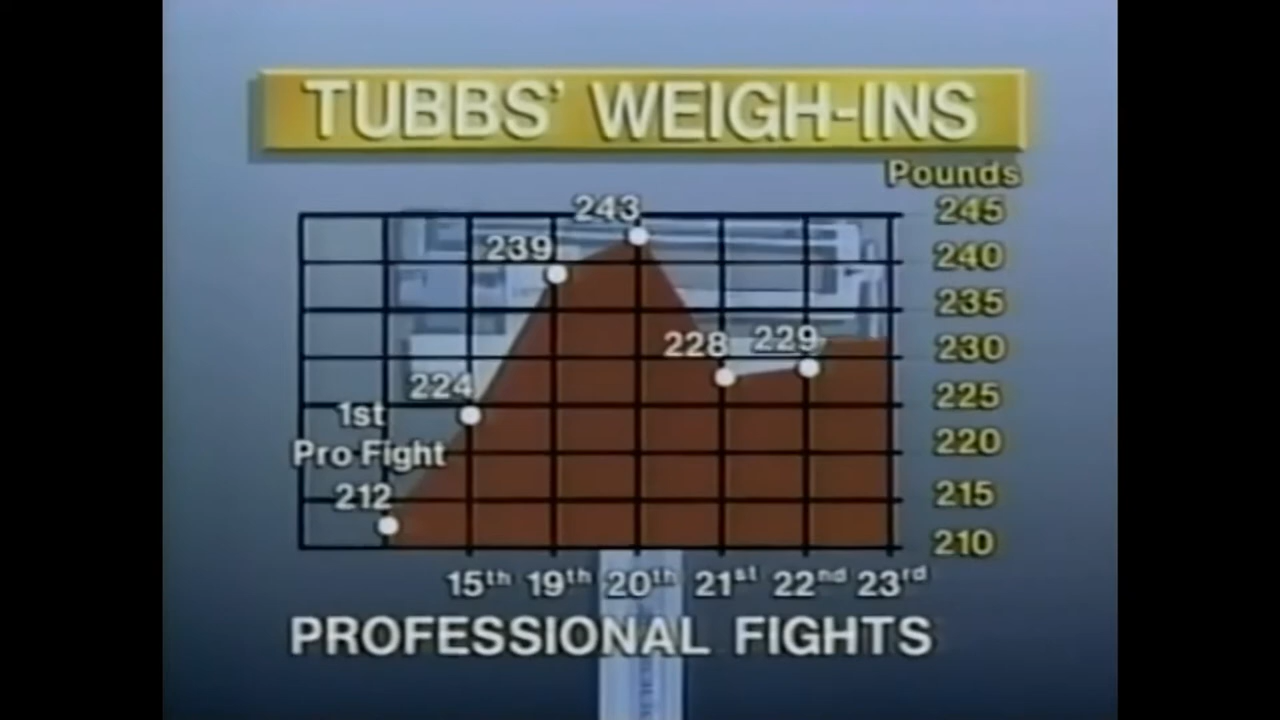 TUBBS' WEIGH-INS
Pounds
243
245
239
240
235
228 229
230
224
225
1st
Pro Fight
220
212
215
210
15th 19th 20th 21st 22nd 23rd
PROFESSIONAL FIGHTS